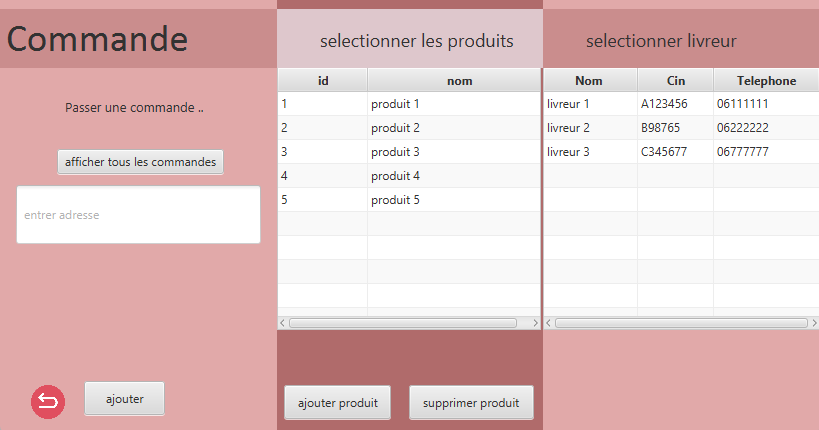 Commande
Passer une commande ..
afficher tous les commandes
entrer adresse
ajouter
selectionner les produits
id nom
1 produit 1
2 produit 2
3 produit 3
4 produit 4
5 produit 5
ajouter produit supprimer produit
selectionner livreur
Nom Cin Telephone
livreur 1 A123456 06111111
livreur 2 B98765 06222222
livreur 3 C345677 06777777